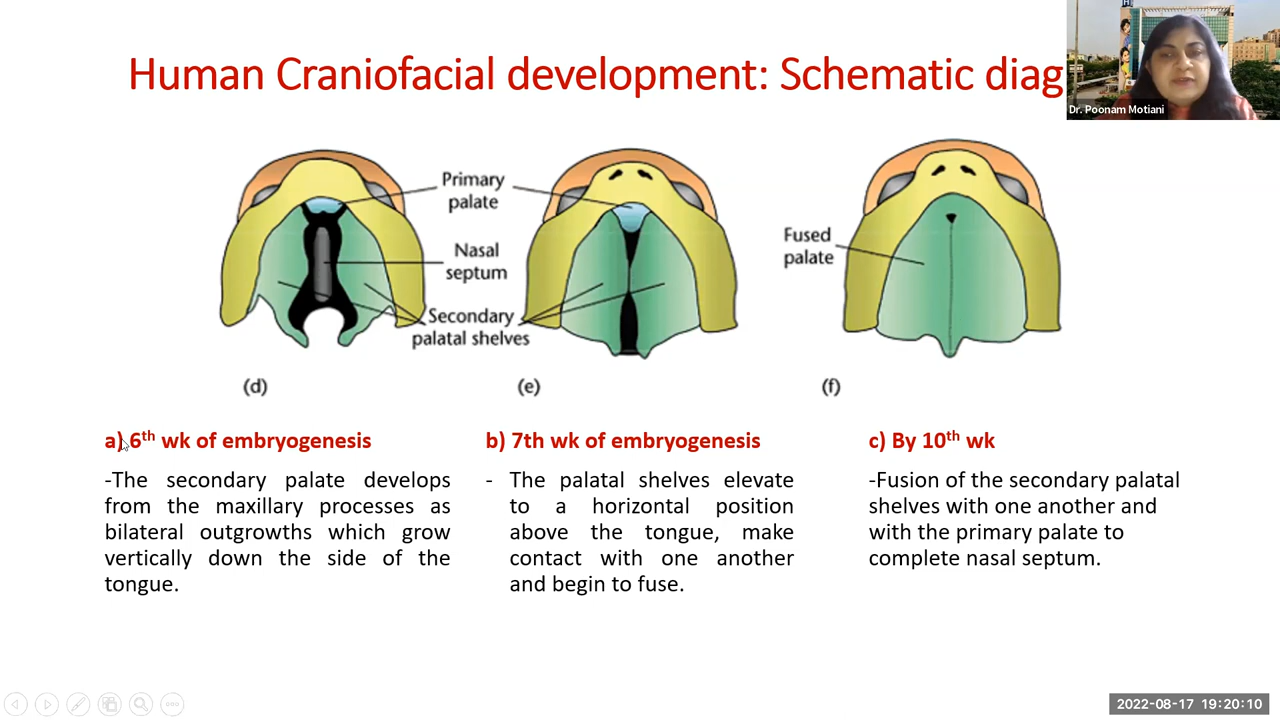 Human Craniofacial development: Schematic diag
Dr. Poonam Motiani
Primary
palate
Nasal
septum
Secondary
palatal shelves
Fused
palate
(d)
(e)
(f)
a) 6th wk of embryogenesis
-The secondary palate develops
from the maxillary processes as
bilateral outgrowths which grow
vertically down the side of the
tongue.
b) 7th wk of embryogenesis
- The palatal shelves elevate
to a horizontal position
above the tongue, make
contact with one another
and begin to fuse.
c) By 10th wk
-Fusion of the secondary palatal
shelves with one another and
with the primary palate to
complete nasal septum.
2022-08-17 19:20:10